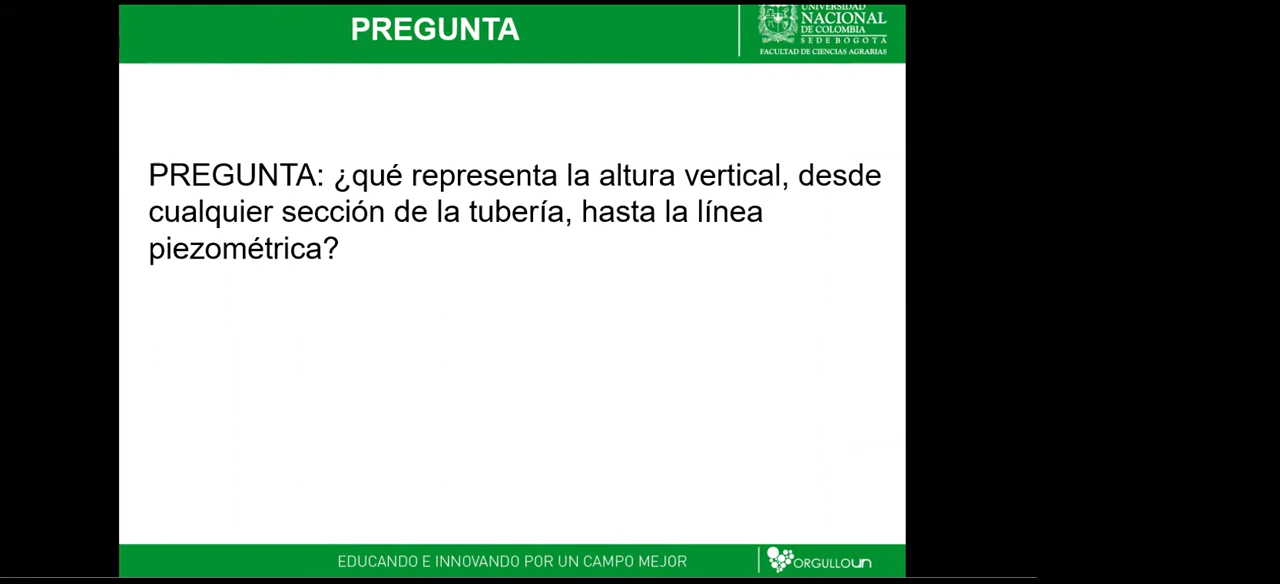 PREGUNTA
UNIVERSIDAD
NACIONAL
DE COLOMBIA
SEDE BOGOTÁ
FACULTAD DE CIENCIAS AGRARIAS
PREGUNTA: ¿qué representa la altura vertical, desde
cualquier sección de la tubería, hasta la línea
piezométrica?
EDUCANDO E INNOVANDO POR UN CAMPO MEJOR
ORGULLOUN